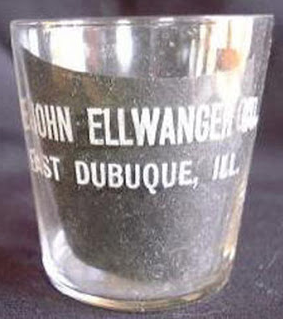 JOHN ELLWANGER CO.
EAST DUBUQUE, ILL.